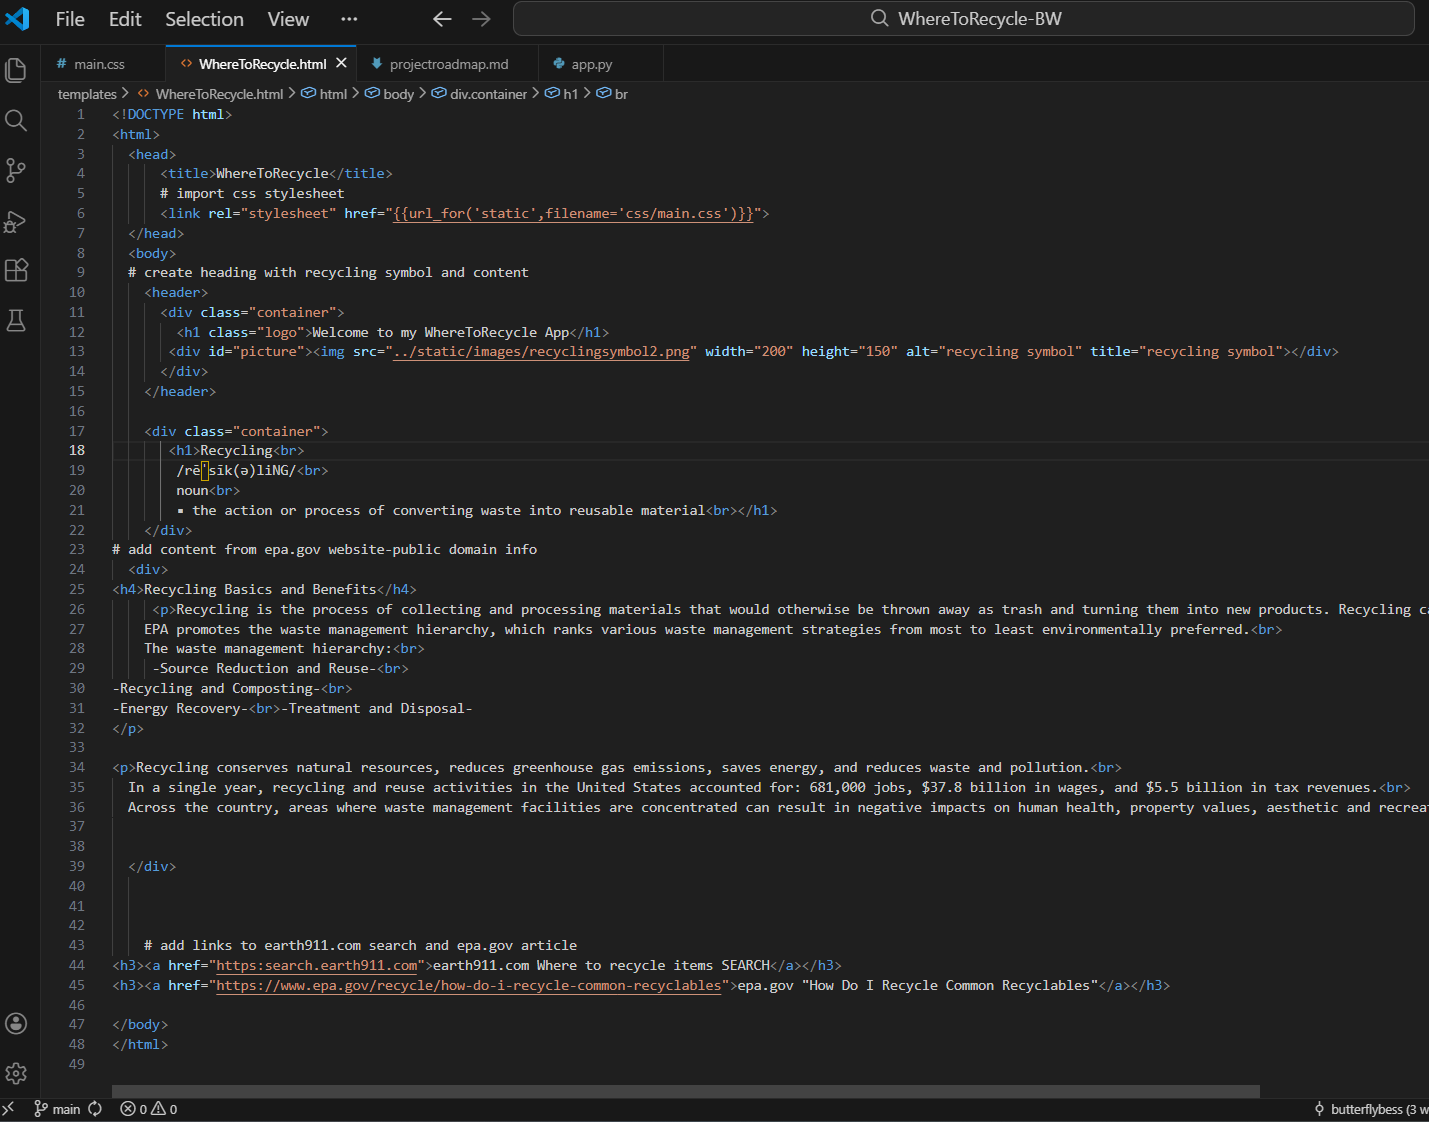 File Edit Selection View ··· WhereToRecycle-BW
# main.css <> WhereToRecycle.html projectroadmap.md app.py
templates > <> WhereToRecycle.html > html > body > div.container > h1 > br
1 <!DOCTYPE html>
2 <html>
3 <head>
4 <title>WhereToRecycle</title>
5 # import css stylesheet
6 <link rel="stylesheet" href="{{url_for('static',filename='css/main.css')}}">
7 </head>
8 <body>
9 # create heading with recycling symbol and content
10 <header>
11 <div class="container">
12 <h1 class="logo">Welcome to my WhereToRecycle App</h1>
13 <div id="picture"><img src="../static/images/recyclingsymbol2.png" width="200" height="150" alt="recycling symbol" title="recycling symbol"></div>
14 </div>
15 </header>
16
17 <div class="container">
18 <h1>Recycling<br>
19 /rēˈsīk(ə)liNG/<br>
20 noun<br>
21 ▪ the action or process of converting waste into reusable material<br></h1>
22 </div>
23 # add content from epa.gov website-public domain info
24 <div>
25 <h4>Recycling Basics and Benefits</h4>
26 <p>Recycling is the process of collecting and processing materials that would otherwise be thrown away as trash and turning them into new products. Recycling ca
27 EPA promotes the waste management hierarchy, which ranks various waste management strategies from most to least environmentally preferred.<br>
28 The waste management hierarchy:<br>
29 -Source Reduction and Reuse-<br>
30 -Recycling and Composting-<br>
31 -Energy Recovery-<br>-Treatment and Disposal-
32 </p>
33
34 <p>Recycling conserves natural resources, reduces greenhouse gas emissions, saves energy, and reduces waste and pollution.<br>
35 In a single year, recycling and reuse activities in the United States accounted for: 681,000 jobs, $37.8 billion in wages, and $5.5 billion in tax revenues.<br>
36 Across the country, areas where waste management facilities are concentrated can result in negative impacts on human health, property values, aesthetic and recrea
37
38
39 </div>
40
41
42
43 # add links to earth911.com search and epa.gov article
44 <h3><a href="https:search.earth911.com">earth911.com Where to recycle items SEARCH</a></h3>
45 <h3><a href="https://www.epa.gov/recycle/how-do-i-recycle-common-recyclables">epa.gov "How Do I Recycle Common Recyclables"</a></h3>
46
47 </body>
48 </html>
49
main 0 0 butterflybess (3 w